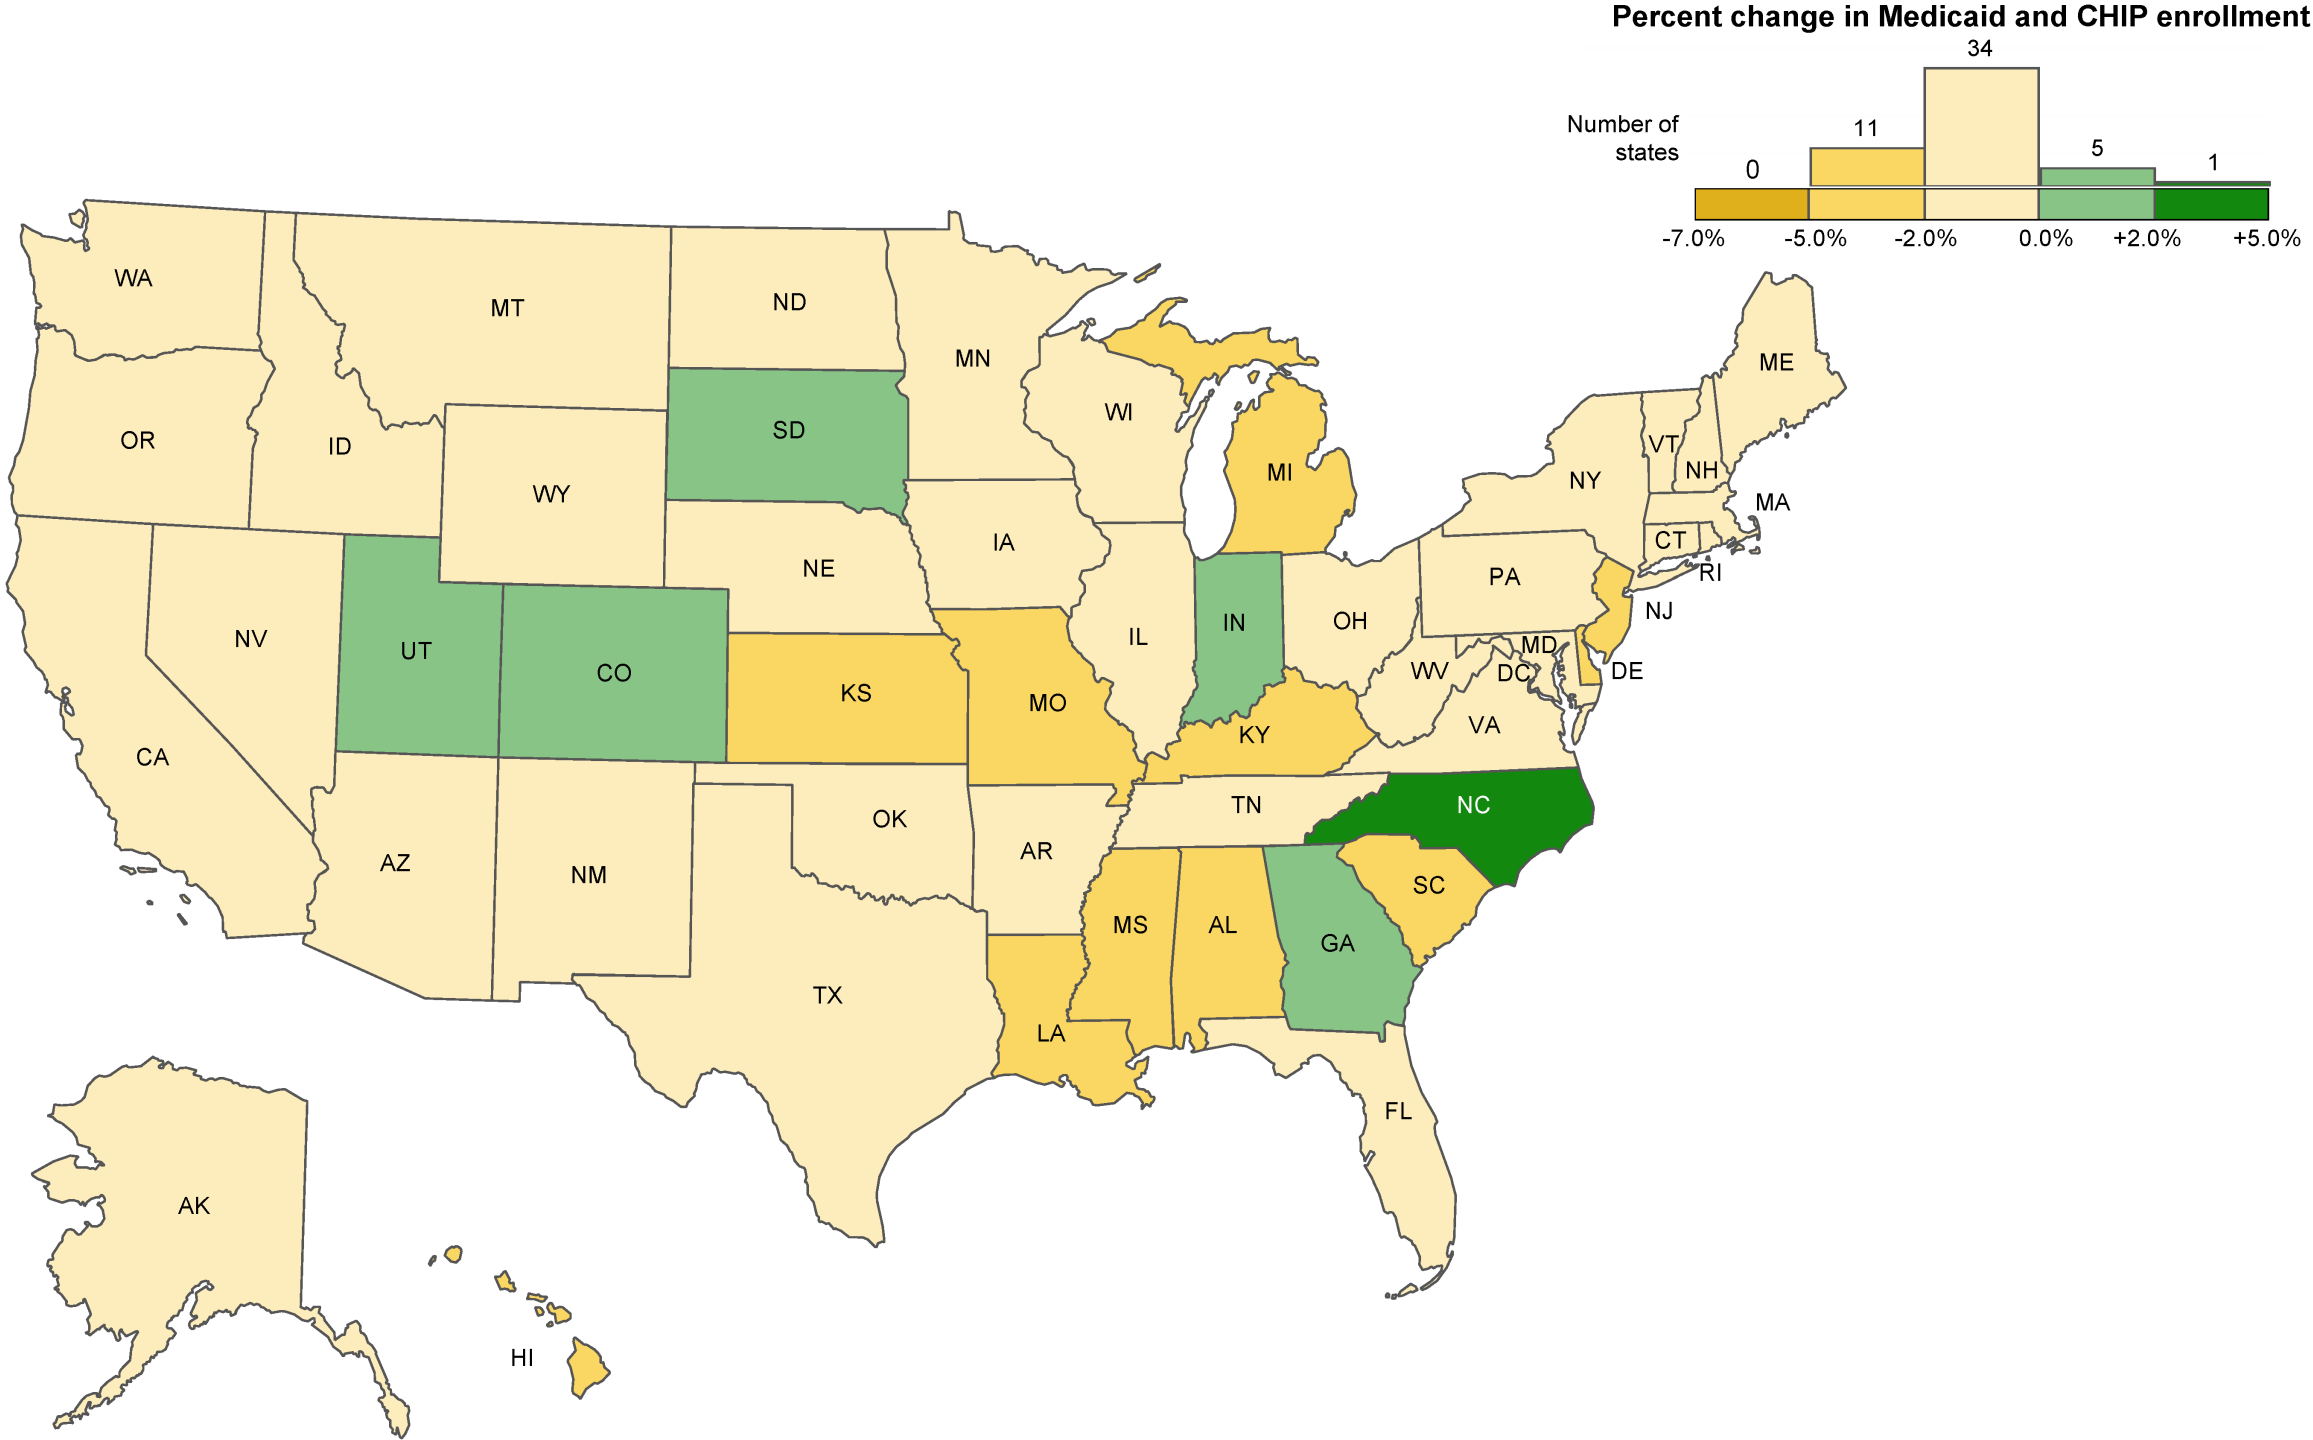 Percent change in Medicaid and CHIP enrollment
34
11
Number of
states
5
1
0
-7.0%
-5.0%
-2.0%
0.0%
+2.0%
+5.0%
WA
MT
ND
MN
ME
WI
SD
OR
ID
VT
NH
MI
NY
WY
MA
IA
CT
NE
PA
RI
NJ
IN
OH
IL
NV
MD
UT
WV
DC
DE
CO
KS
MO
VA
KY
CA
TN
NC
OK
AR
AZ
NM
SC
MS
AL
GA
TX
LA
FL
AK
HI